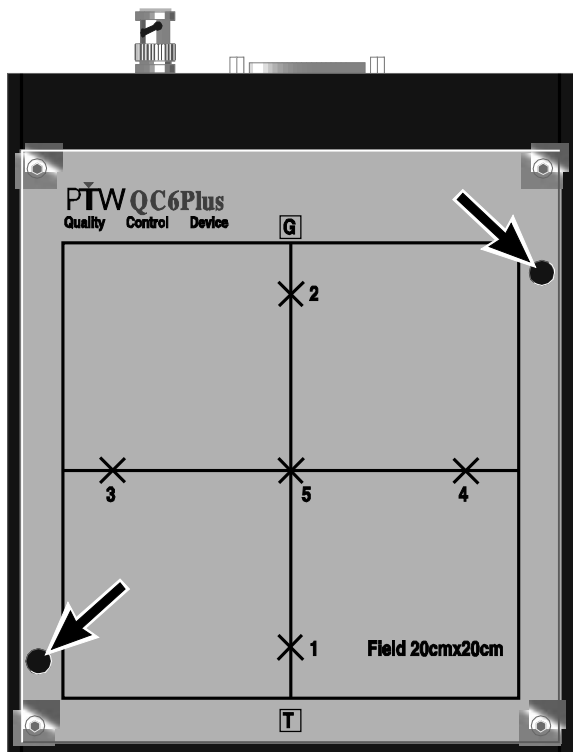 PTW QC6Plus
Quality Control Device
G
2
3 5 4
1 Field 20cmx20cm
T